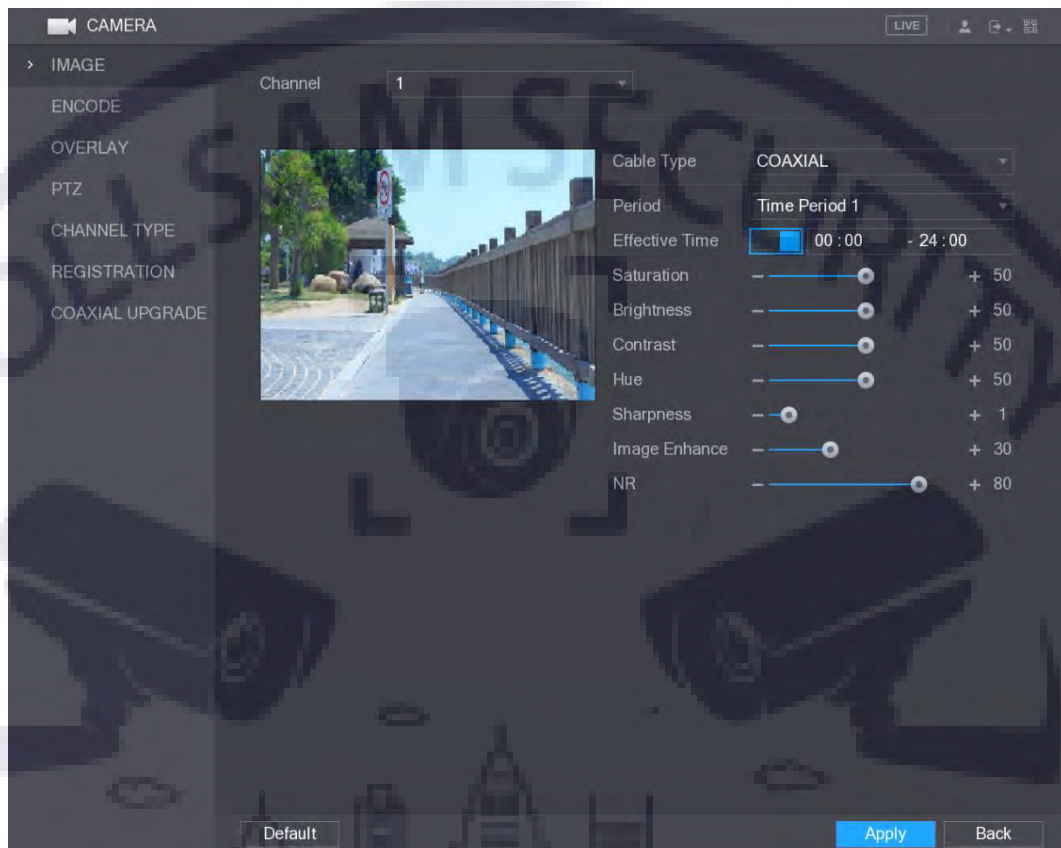 CAMERA
LIVE
IMAGE
ENCODE
OVERLAY
PTZ
CHANNEL TYPE
REGISTRATION
COAXIAL UPGRADE
Channel 1
Cable Type COAXIAL
Period Time Period 1
Effective Time 00 : 00 - 24 : 00
Saturation - + 50
Brightness - + 50
Contrast - + 50
Hue - + 50
Sharpness - + 1
Image Enhance - + 30
NR - + 80
Default Apply Back
SAM SECURITY